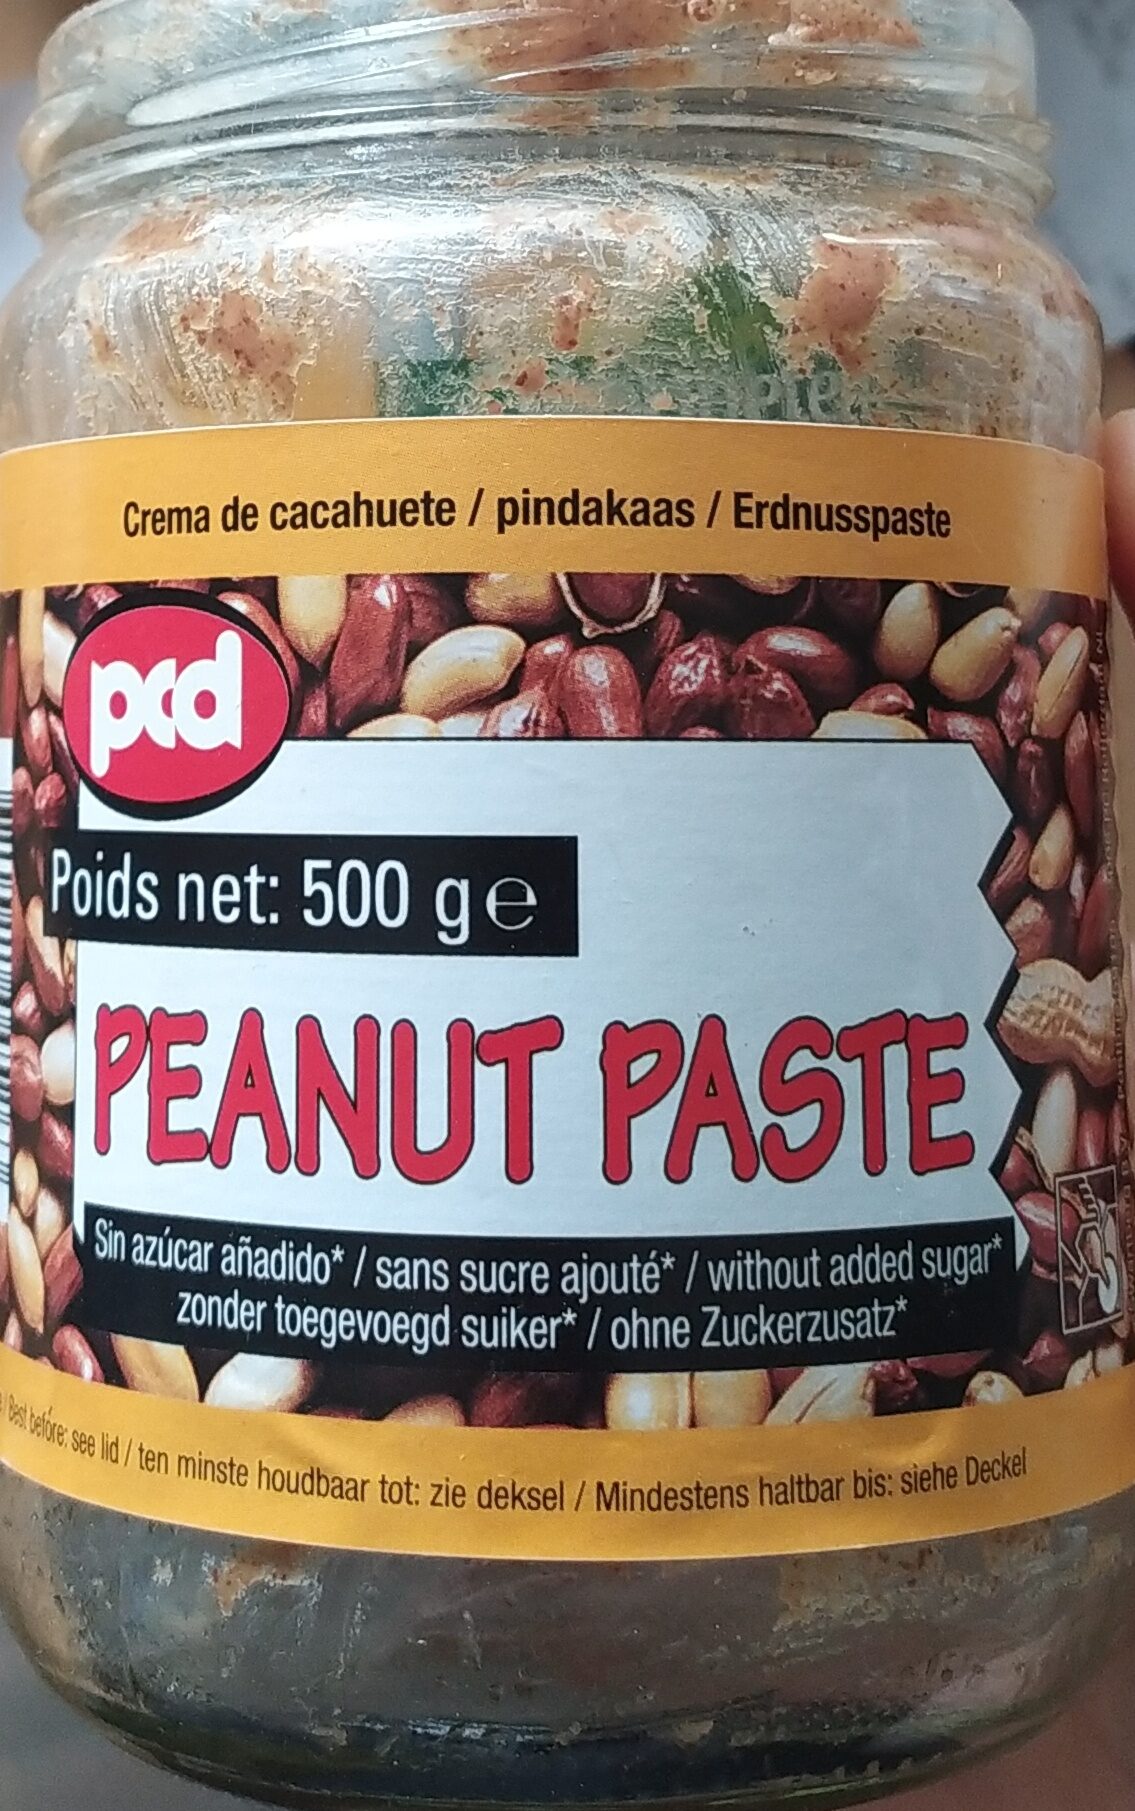 Crema de cacahuete / pindakaas / Erdnusspaste
pcd
Poids net: 500 g e
PEANUT PASTE
Sin azúcar añadido* / sans sucre ajouté* / without added sugar*
zonder toegevoegd suiker* / ohne Zuckerzusatz*
/ Best before: see lid / ten minste houdbaar tot: zie deksel / Mindestens haltbar bis: siehe Deckel